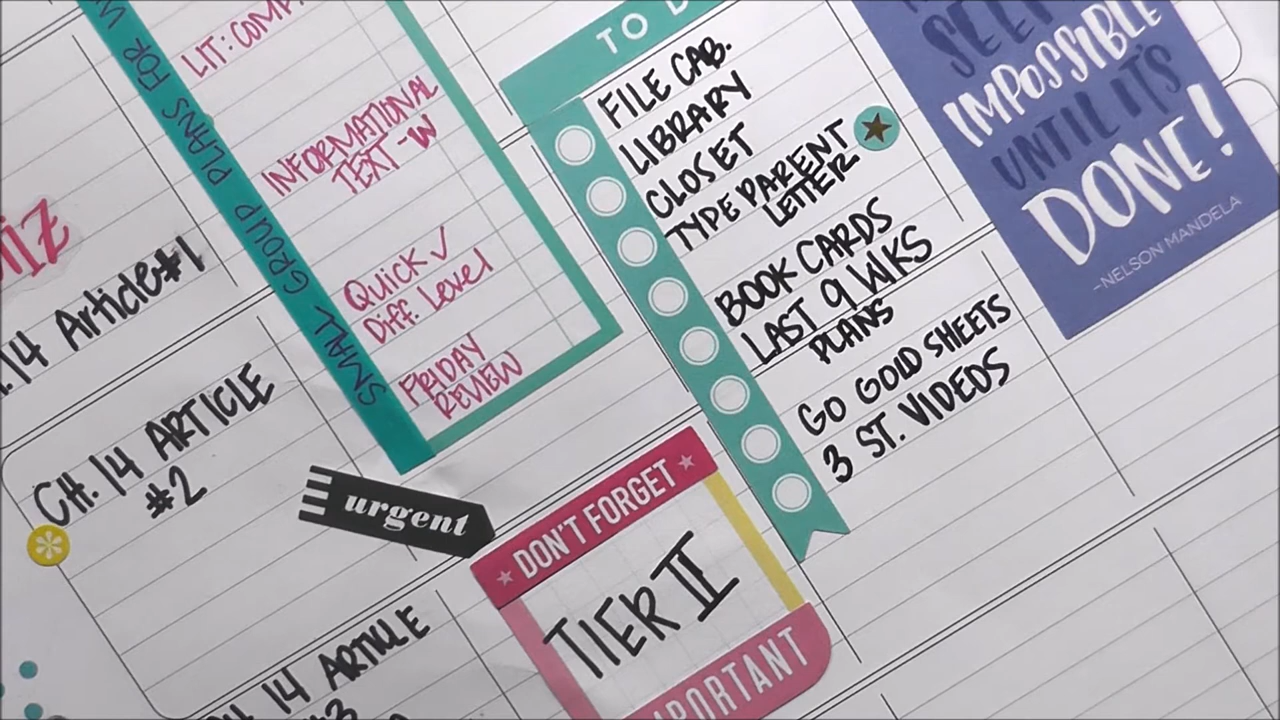 SMALL GROUP PLANS FOR
LIT: COMP
INFORMATIONAL
TEXT -W
Quick ✓
Diff. Level
FRIDAY
REVIEW
14 Article #1
CH. 14 ARTICLE
#2
14 ARTICLE
urgent
TO
FILE CAB.
LIBRARY
CLOSET
TYPE PARENT
LETTER
BOOK CARDS
LAST 9 WKS
PLANS
GO GOLD SHEETS
3 ST. VIDEOS
DON'T FORGET
TIER II
IMPOSSIBLE
UNTIL IT'S
DONE!
-NELSON MANDELA